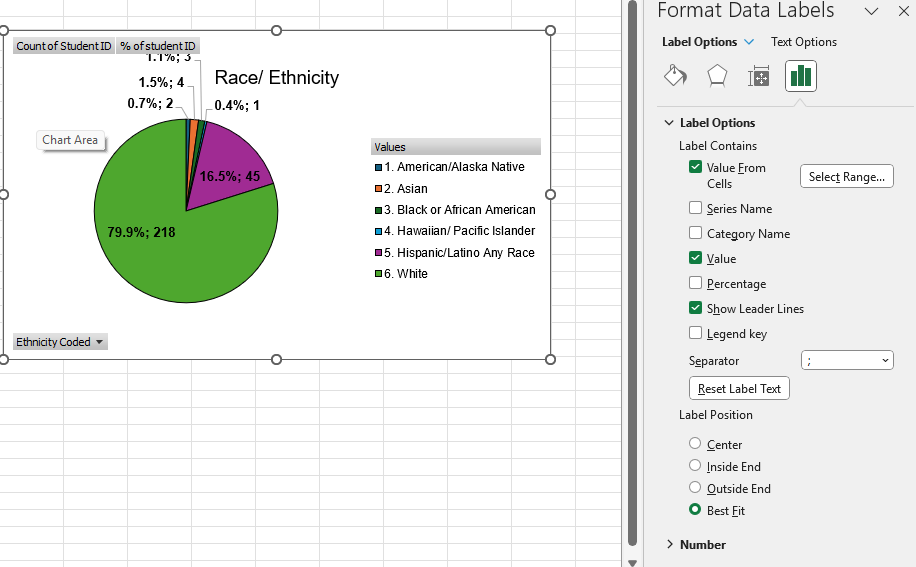 Format Data Labels
Label Options
Text Options
Count of Student ID
% of student ID
1.1%; 3
Race/ Ethnicity
1.5%; 4
0.7%; 2
0.4%; 1
Chart Area
16.5%; 45
79.9%; 218
Values
1. American/Alaska Native
2. Asian
3. Black or African American
4. Hawaiian/ Pacific Islander
5. Hispanic/Latino Any Race
6. White
Ethnicity Coded
Label Options
Label Contains
Value From
Cells
Select Range...
Series Name
Category Name
Value
Percentage
Show Leader Lines
Legend key
Separator
;
Reset Label Text
Label Position
Center
Inside End
Outside End
Best Fit
Number